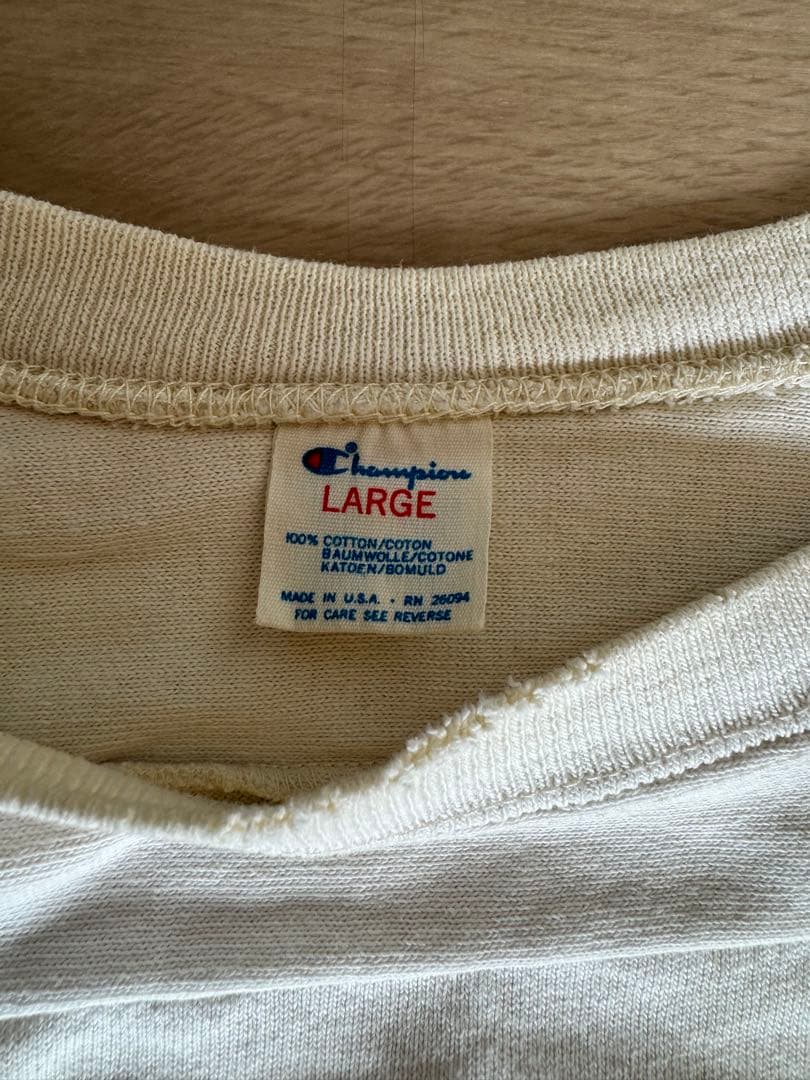 Champion
LARGE
100% COTTON/COTON
BAUMWOLLE/COTONE
KATOEN/BOMULD
MADE IN U.S.A. - RN 26094
FOR CARE SEE REVERSE